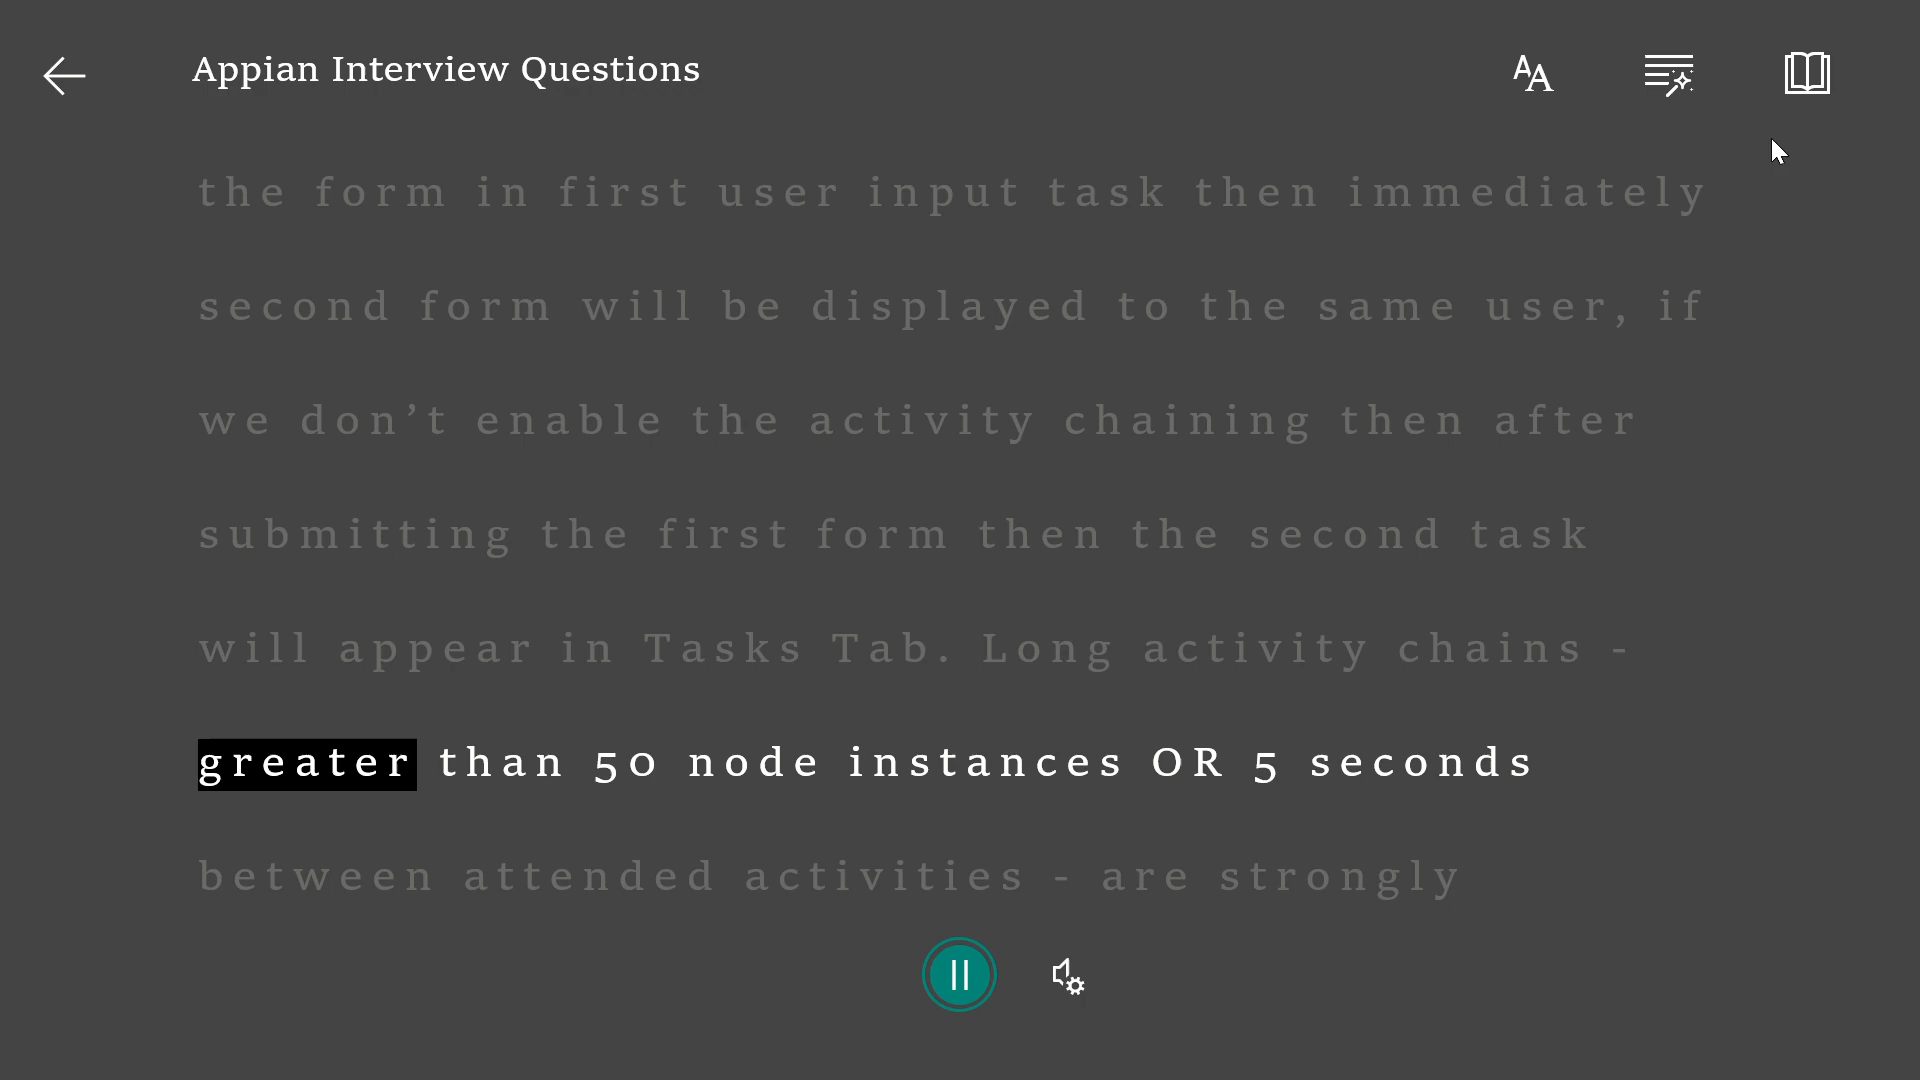 Appian Interview Questions
the form in first user input task then immediately
second form will be displayed to the same user, if
we don’t enable the activity chaining then after
submitting the first form then the second task
will appear in Tasks Tab. Long activity chains -
greater than 50 node instances OR 5 seconds
between attended activities - are strongly